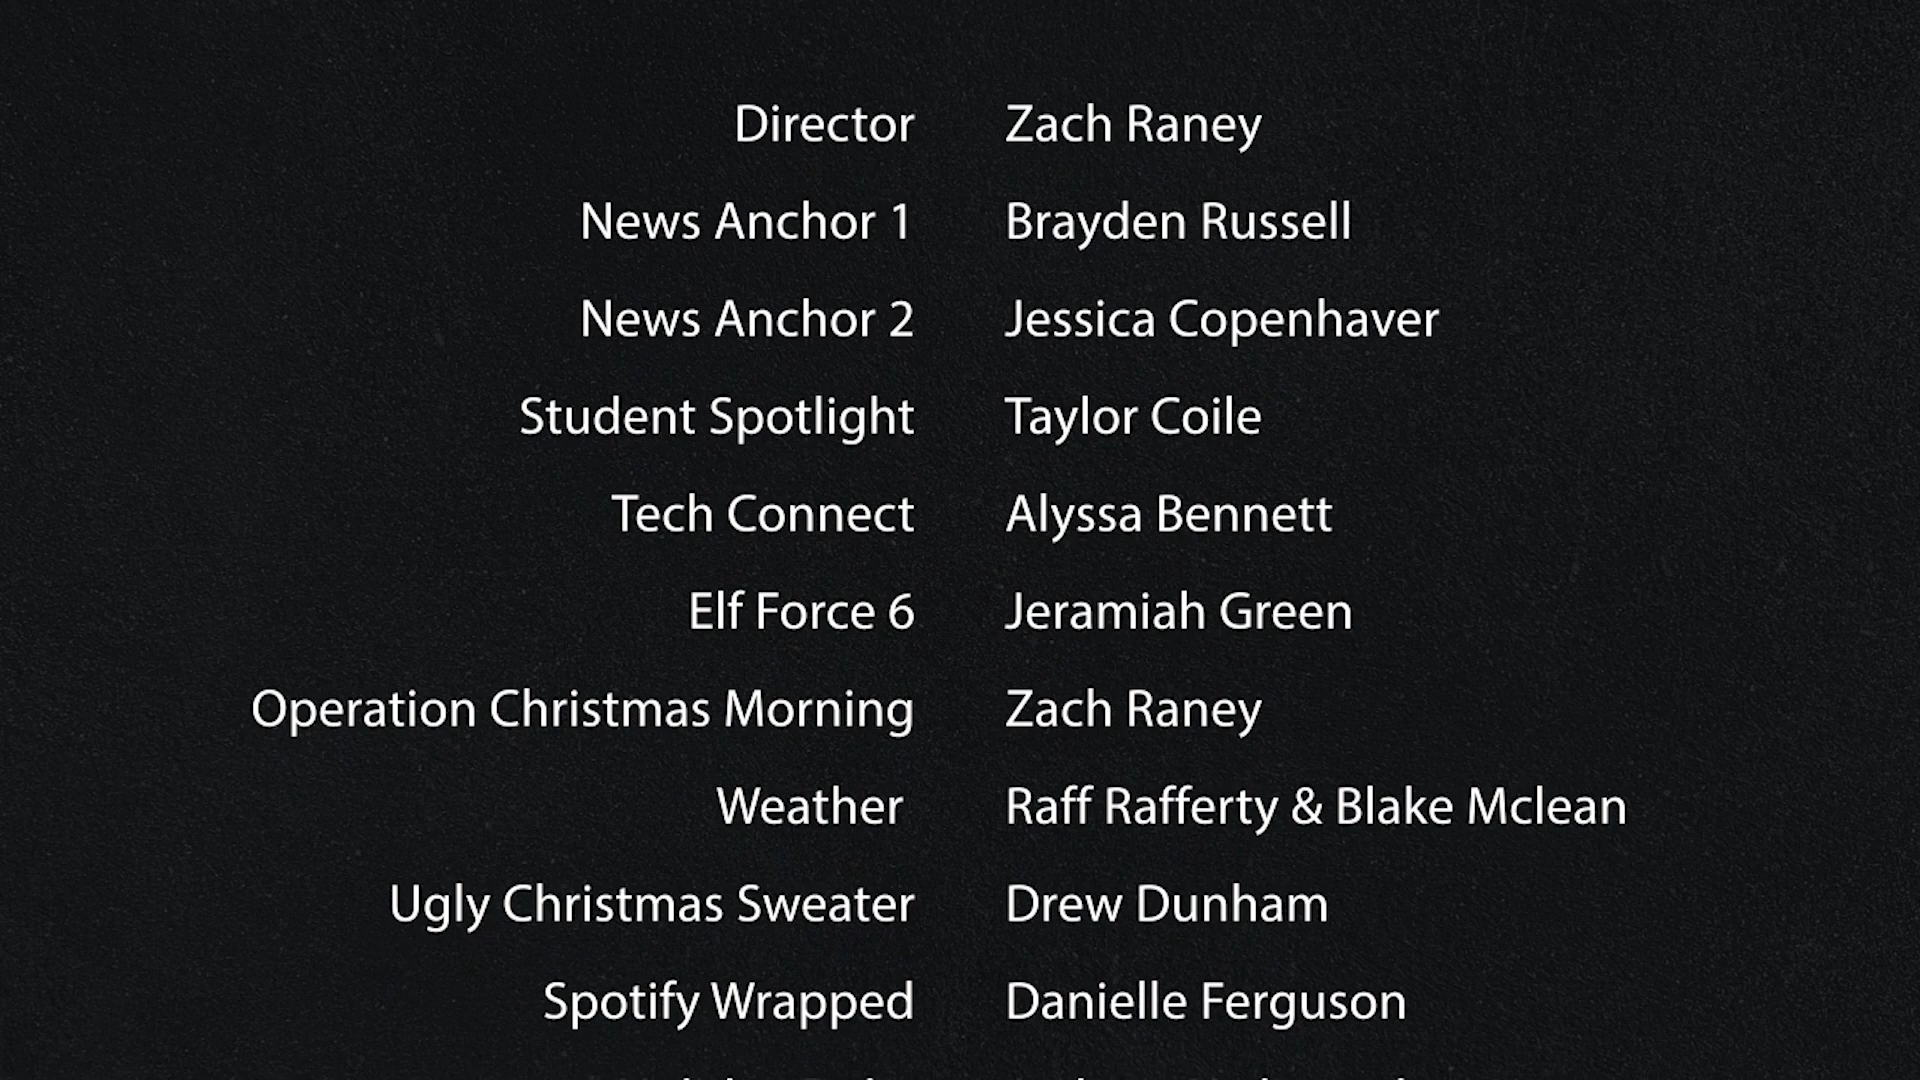 Director Zach Raney
News Anchor 1 Brayden Russell
News Anchor 2 Jessica Copenhaver
Student Spotlight Taylor Coile
Tech Connect Alyssa Bennett
Elf Force 6 Jeramiah Green
Operation Christmas Morning Zach Raney
Weather Raff Rafferty & Blake Mclean
Ugly Christmas Sweater Drew Dunham
Spotify Wrapped Danielle Ferguson